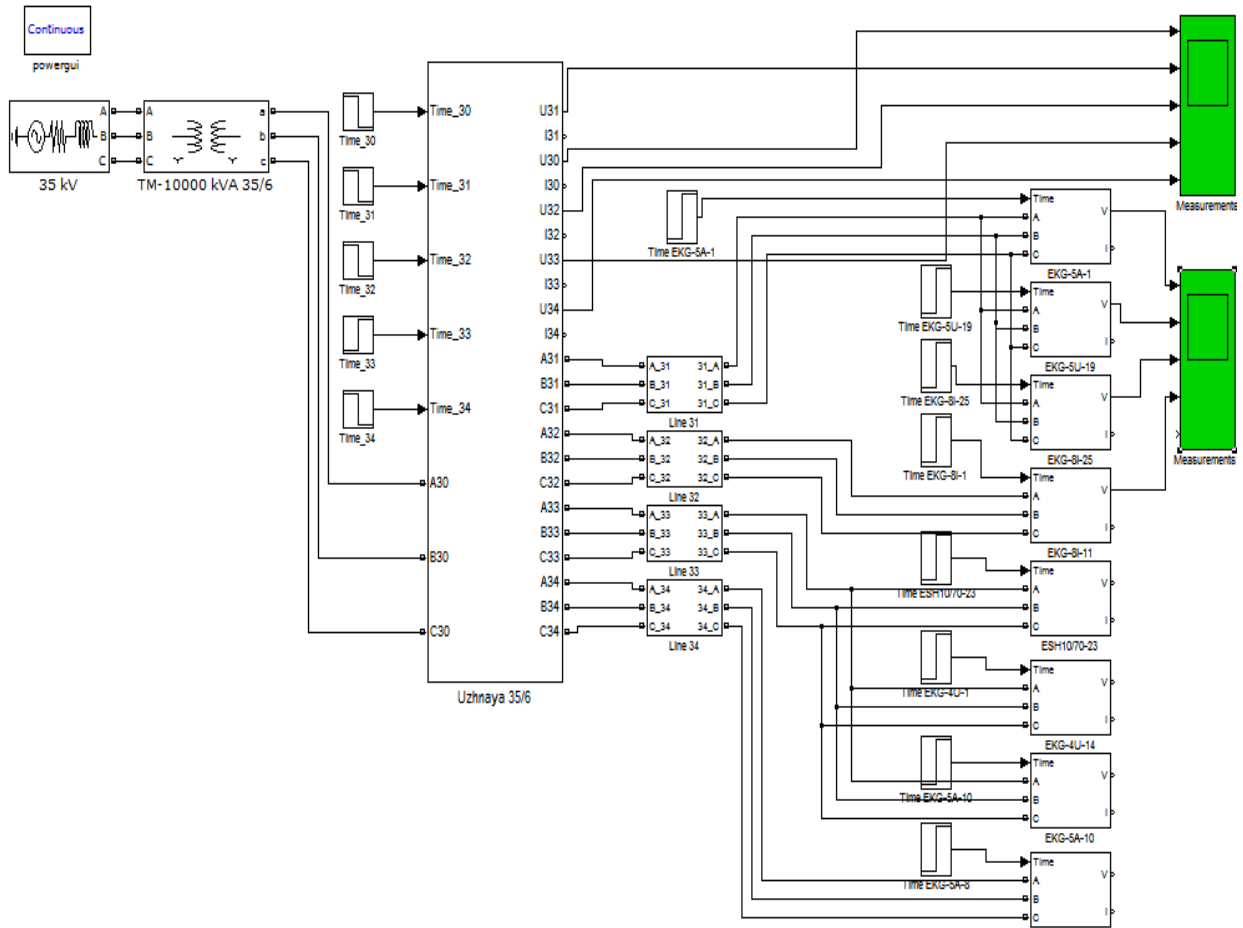 Continuous
powergui
A A
B B
C C
35 kV
a
b
c
TM-10000 kVA 35/6
Time_30
Time_31
Time_32
Time_33
Time_34
Time_30
Time_31
Time_32
Time_33
Time_34
A30
B30
C30
U31
I31
U30
I30
U32
I32
U33
I33
U34
I34
A31
B31
C31
A32
B32
C32
A33
B33
C33
A34
B34
C34
Uzhnaya 35/6
A_31 31_A
B_31 31_B
C_31 31_C
Line 31
A_32 32_A
B_32 32_B
C_32 32_C
Line 32
A_33 33_A
B_33 33_B
C_33 33_C
Line 33
A_34 34_A
B_34 34_B
C_34 34_C
Line 34
Time EKG-5A-1
Time EKG-5U-19
Time EKG-8I-25
Time EKG-8I-1
Time ESH10/70-23
Time EKG-4U-1
Time EKG-5A-10
Time EKG-5A-8
Time
A
B
C
V
I
EKG-5A-1
Time
A
B
C
V
I
EKG-5U-19
Time
A
B
C
V
I
EKG-8I-25
Time
A
B
C
V
I
EKG-8I-11
Time
A
B
C
V
I
ESH10/70-23
Time
A
B
C
V
I
EKG-4U-14
Time
A
B
C
V
I
EKG-5A-10
Time
A
B
C
V
I
Measurements
Measurements